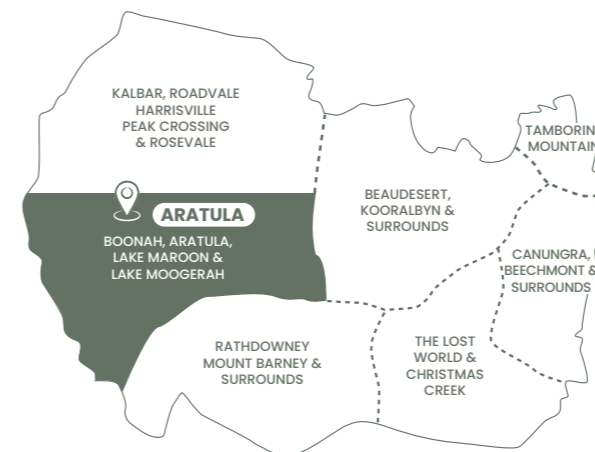 KALBAR, ROADVALE
HARRISVILLE
PEAK CROSSING
& ROSEVALE
TAMBORIN
MOUNTAIN
BEAUDESERT,
KOORALBYN &
SURROUNDS
ARATULA
BOONAH, ARATULA,
LAKE MAROON &
LAKE MOOGERAH
CANUNGRA,
BEECHMONT &
SURROUNDS
RATHDOWNEY
MOUNT BARNEY &
SURROUNDS
THE LOST
WORLD &
CHRISTMAS
CREEK